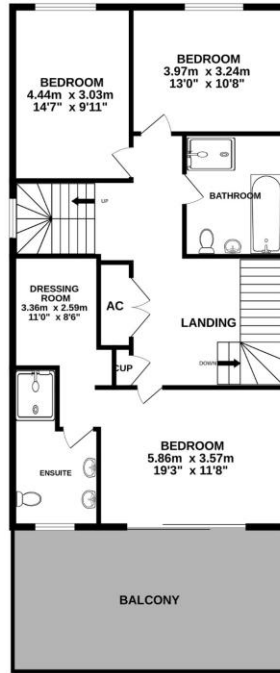 BEDROOM
3.97m x 3.24m
13'0" x 10'8"
BEDROOM
4.44m x 3.03m
14'7" x 9'11"
UP
BATHROOM
DRESSING
ROOM
3.36m x 2.59m
11'0" x 8'6"
AC
LANDING
CUP
DOWN
BEDROOM
5.86m x 3.57m
19'3" x 11'8"
ENSUITE
BALCONY